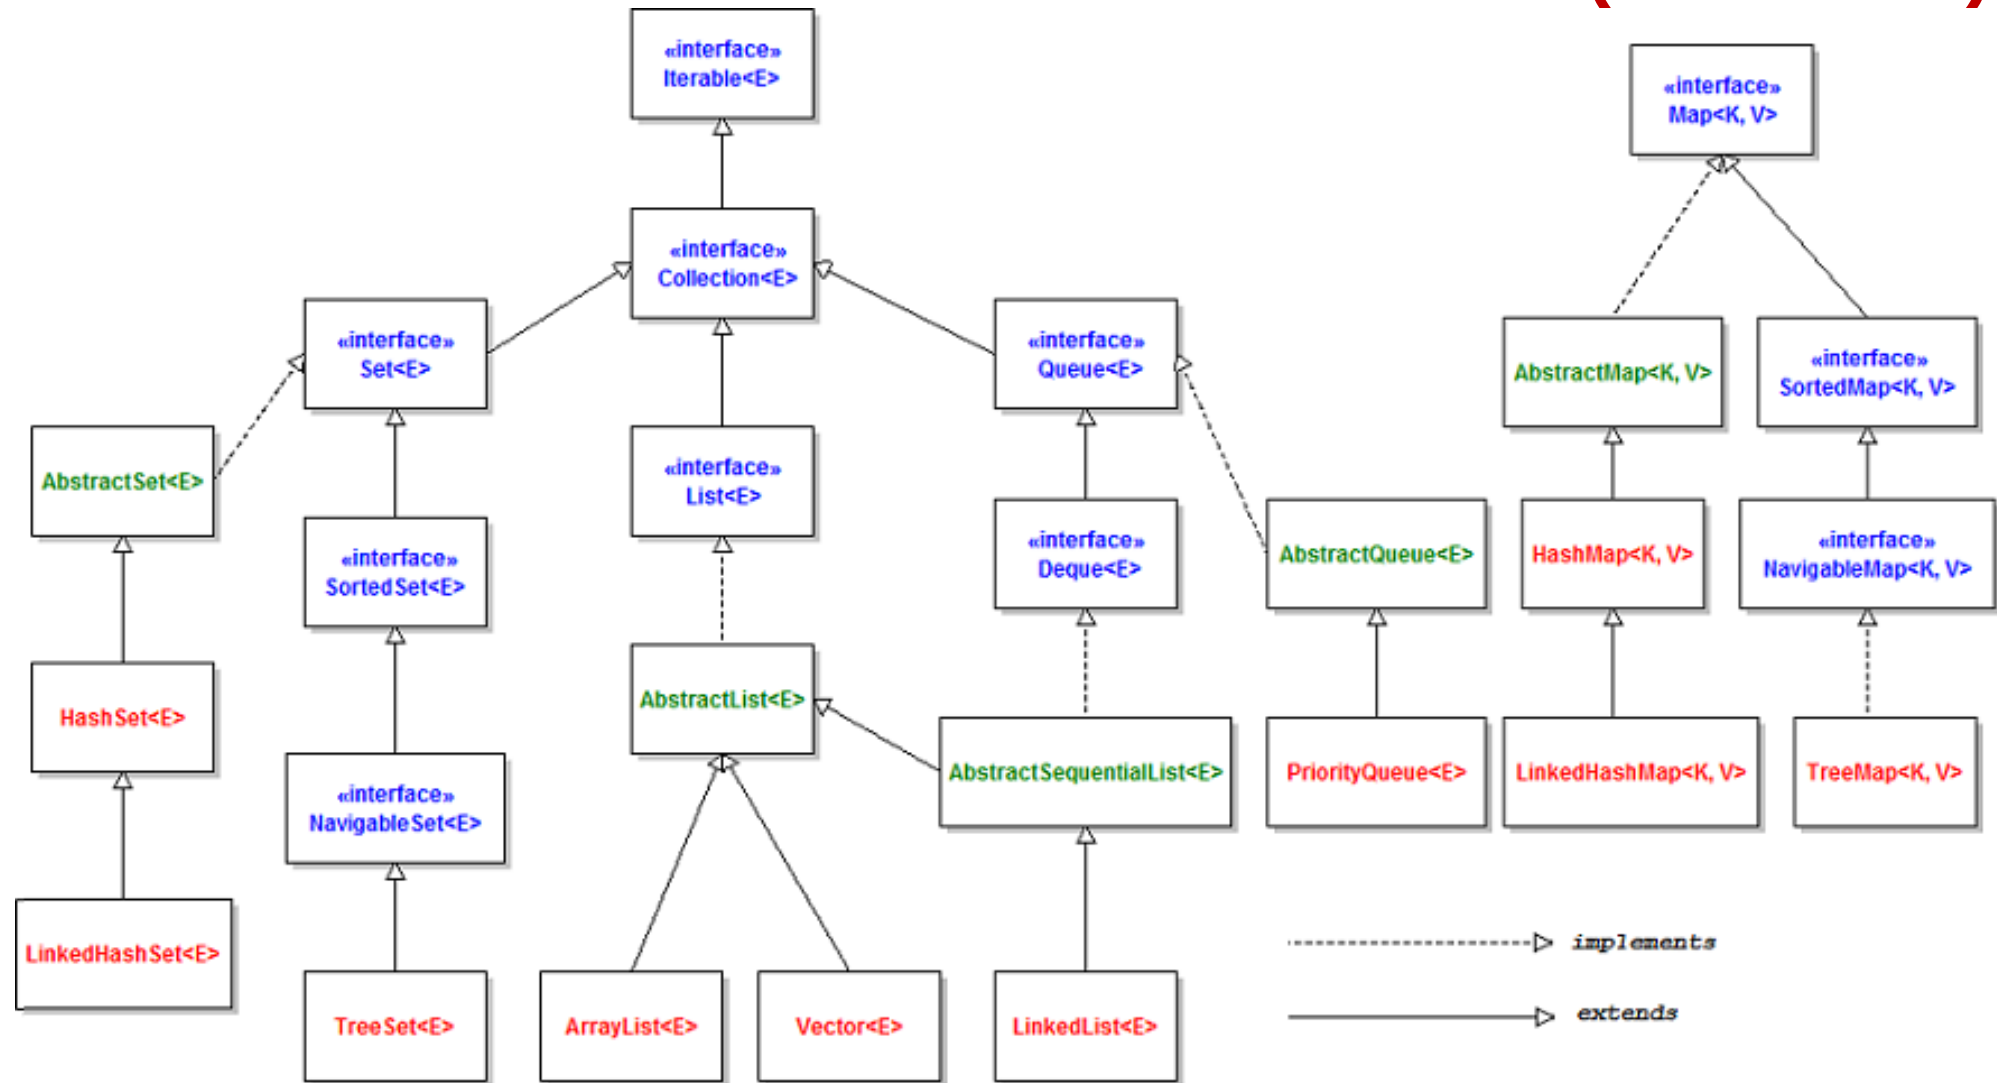 «interface»
Iterable<E>
«interface»
Map<K, V>
«interface»
Collection<E>
«interface»
Set<E>
«interface»
Queue<E>
AbstractMap<K, V>
«interface»
SortedMap<K, V>
AbstractSet<E>
«interface»
List<E>
«interface»
SortedSet<E>
«interface»
Deque<E>
AbstractQueue<E>
HashMap<K, V>
«interface»
NavigableMap<K, V>
HashSet<E>
AbstractList<E>
«interface»
NavigableSet<E>
AbstractSequentialList<E>
PriorityQueue<E>
LinkedHashMap<K, V>
TreeMap<K, V>
LinkedHashSet<E>
TreeSet<E>
ArrayList<E>
Vector<E>
LinkedList<E>
implements
extends